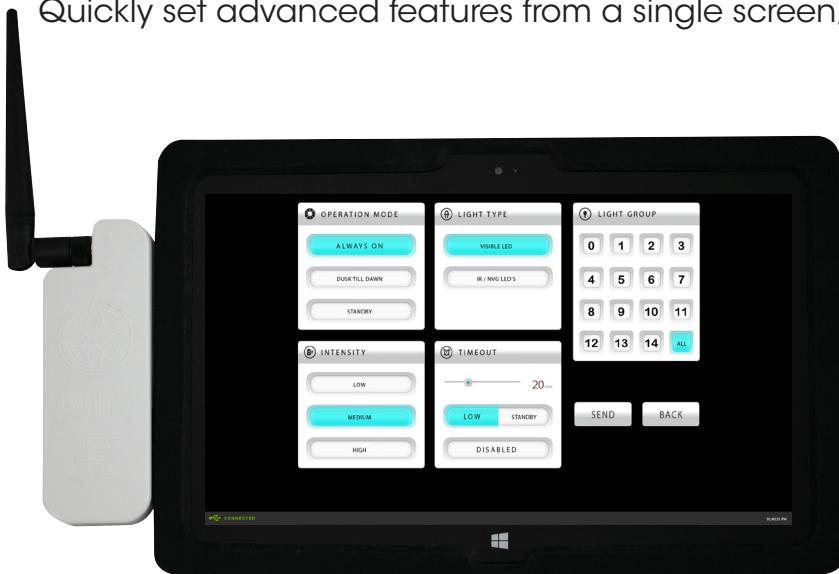 Quickly set advanced features from a single screen,
OPERATION MODE
ALWAYS ON
DUSK TILL DAWN
STANDBY
LIGHT TYPE
VISIBLE LED
IR / NVG LED'S
LIGHT GROUP
0 1 2 3
4 5 6 7
8 9 10 11
12 13 14 ALL
INTENSITY
LOW
MEDIUM
HIGH
TIMEOUT
20
LOW STANDBY
DISABLED
SEND BACK
CONNECTED